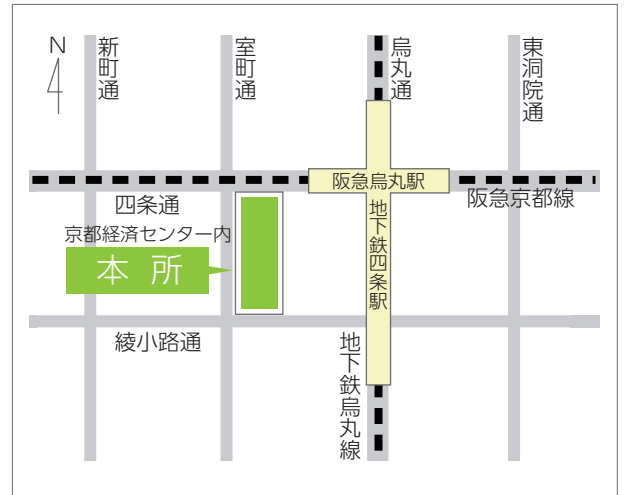 N
新町通
室町通
烏丸通
東洞院通
阪急烏丸駅
四条通
阪急京都線
京都経済センター内
本所
地下鉄四条駅
綾小路通
地下鉄烏丸線